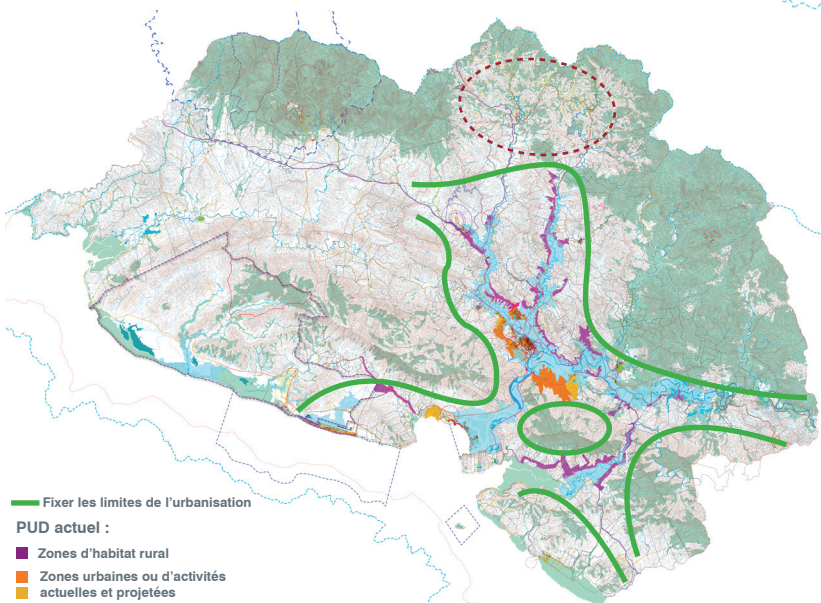 Fixer les limites de l'urbanisation
PUD actuel :
Zones d'habitat rural
Zones urbaines ou d'activités
actuelles et projetées